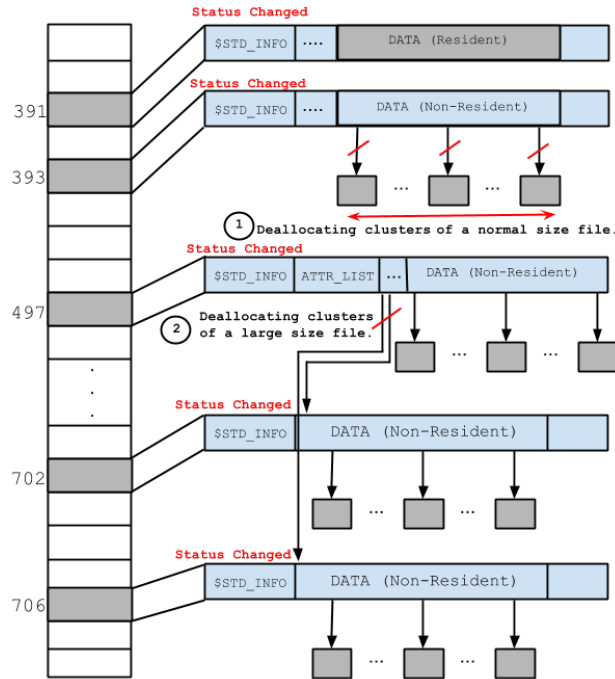 Status Changed
$STD_INFO .... DATA (Resident)
Status Changed
391 $STD_INFO .... DATA (Non-Resident)
393
... ...
1 Deallocating clusters of a normal size file.
Status Changed
$STD_INFO ATTR_LIST ... DATA (Non-Resident)
497
2 Deallocating clusters
of a large size file.
... ...
.
.
.
Status Changed
$STD_INFO DATA (Non-Resident)
702
... ...
Status Changed
$STD_INFO DATA (Non-Resident)
706
... ...